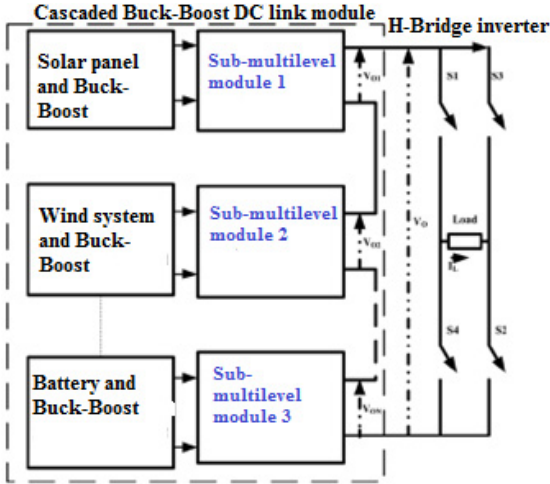 Cascaded Buck-Boost DC link module
H-Bridge inverter
Solar panel
and Buck-
Boost
Sub-multilevel
module 1
VO1
S1
S3
Wind system
and Buck-
Boost
Sub-multilevel
module 2
VO2
VO
Load
IL
S4
S2
Battery and
Buck-Boost
Sub-
multilevel
module 3
VON